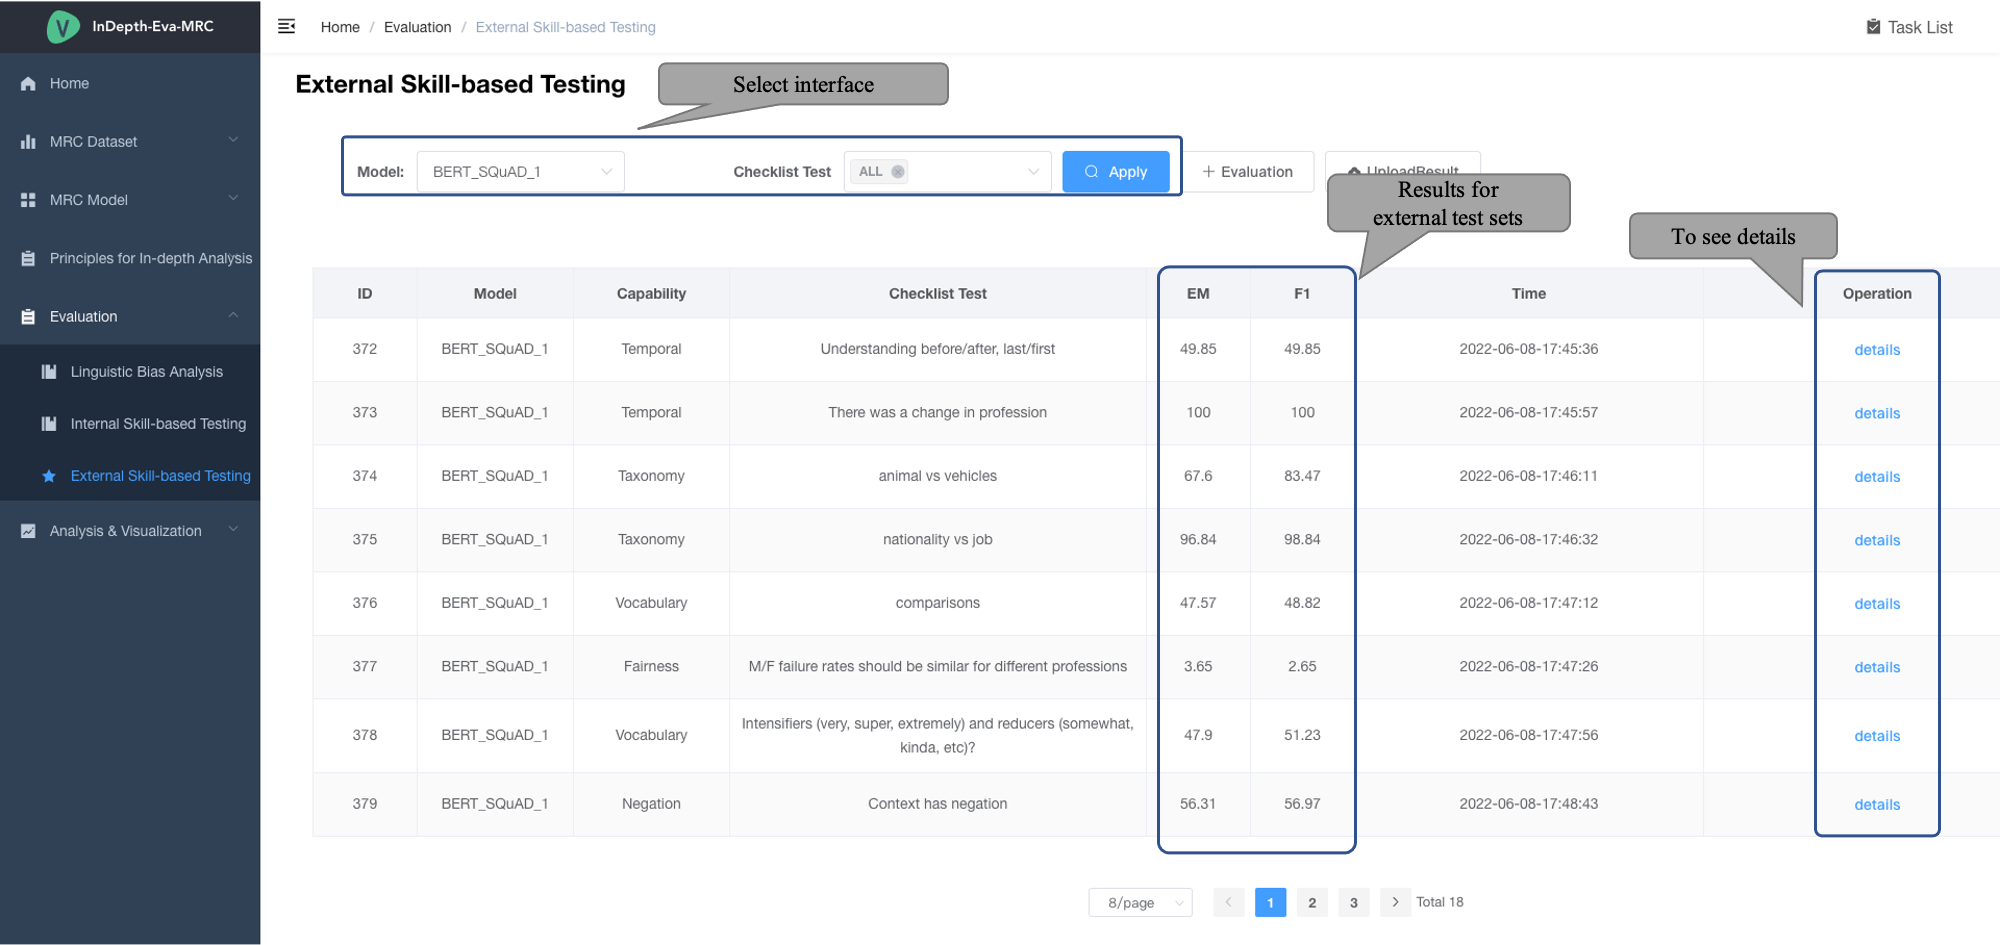 InDepth-Eva-MRC
Home / Evaluation / External Skill-based Testing
Task List
Home
MRC Dataset
MRC Model
Principles for In-depth Analysis
Evaluation
Linguistic Bias Analysis
Internal Skill-based Testing
External Skill-based Testing
Analysis & Visualization
External Skill-based Testing
Select interface
Model: BERT_SQuAD_1 Checklist Test ALL Apply + Evaluation UploadResult
Results for
external test sets
To see details
ID Model Capability Checklist Test EM F1 Time Operation
372 BERT_SQuAD_1 Temporal Understanding before/after, last/first 49.85 49.85 2022-06-08-17:45:36 details
373 BERT_SQuAD_1 Temporal There was a change in profession 100 100 2022-06-08-17:45:57 details
374 BERT_SQuAD_1 Taxonomy animal vs vehicles 67.6 83.47 2022-06-08-17:46:11 details
375 BERT_SQuAD_1 Taxonomy nationality vs job 96.84 98.84 2022-06-08-17:46:32 details
376 BERT_SQuAD_1 Vocabulary comparisons 47.57 48.82 2022-06-08-17:47:12 details
377 BERT_SQuAD_1 Fairness M/F failure rates should be similar for different professions 3.65 2.65 2022-06-08-17:47:26 details
378 BERT_SQuAD_1 Vocabulary Intensifiers (very, super, extremely) and reducers (somewhat,
kinda, etc)? 47.9 51.23 2022-06-08-17:47:56 details
379 BERT_SQuAD_1 Negation Context has negation 56.31 56.97 2022-06-08-17:48:43 details
8/page 1 2 3 Total 18